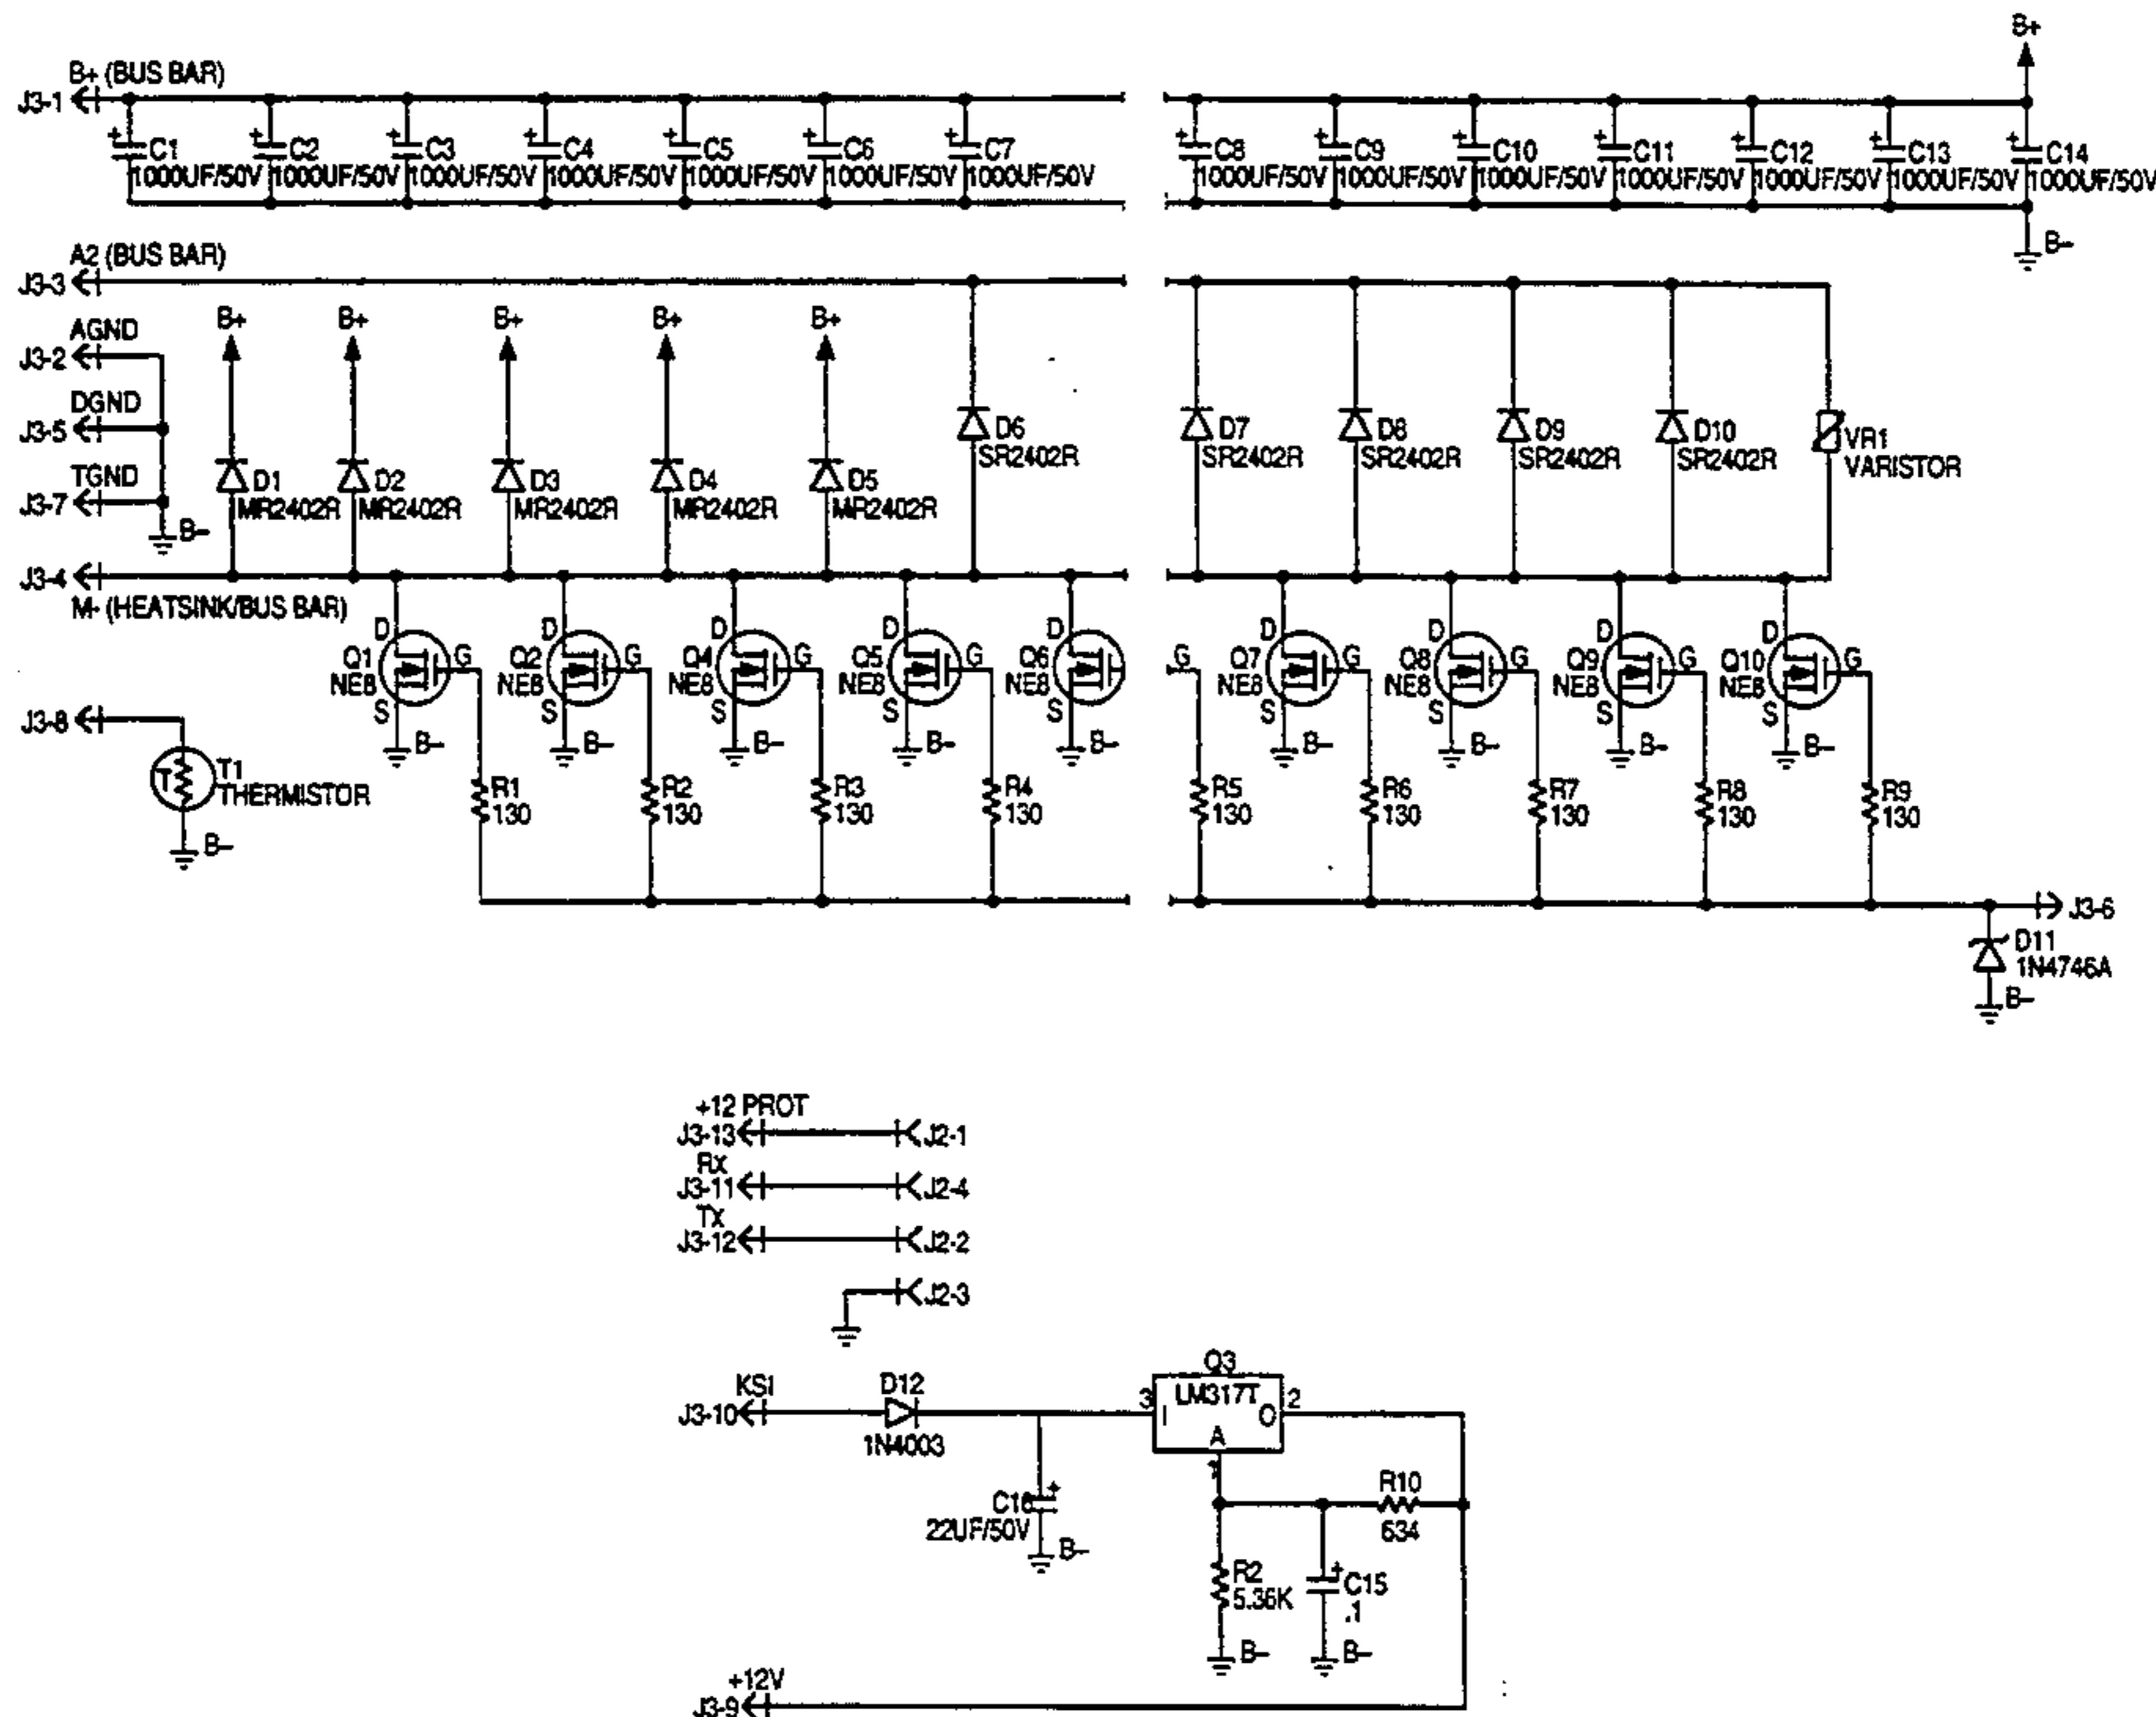 B+
B+ (BUS BAR)
J3-1
+ C1 1000UF/50V
+ C2 1000UF/50V
+ C3 1000UF/50V
+ C4 1000UF/50V
+ C5 1000UF/50V
+ C6 1000UF/50V
+ C7 1000UF/50V
+ C8 1000UF/50V
+ C9 1000UF/50V
+ C10 1000UF/50V
+ C11 1000UF/50V
+ C12 1000UF/50V
+ C13 1000UF/50V
+ C14 1000UF/50V
B-
A2 (BUS BAR)
J3-3
AGND
J3-2
DGND
J3-5
TGND
J3-7
B-
B+ B+ B+ B+ B+
D1 MR2402R
D2 MR2402R
D3 MR2402R
D4 MR2402R
D5 MR2402R
D6 SR2402R
D7 SR2402R
D8 SR2402R
D9 SR2402R
D10 SR2402R
VR1 VARISTOR
J3-4
M- (HEATSINK/BUS BAR)
D Q1 NE8 G S B-
D Q2 NE8 G S B-
D Q4 NE8 G S B-
D Q5 NE8 G S B-
D Q6 NE8 S B-
G
D Q7 NE8 G S B-
D Q8 NE8 G S B-
D Q9 NE8 G S B-
D Q10 NE8 G S B-
J3-8
T
T1 THERMISTOR
B-
R1 130
R2 130
R3 130
R4 130
R5 130
R6 130
R7 130
R8 130
R9 130
J3-6
D11
1N4746A
B-
+12 PROT
J3-13 J2-1
RX
J3-11 J2-4
TX
J3-12 J2-2
J2-3
KSI
J3-10
D12
1N4003
Q3
3 LM317T 2
I O
A
1
C16 +
22UF/50V
B-
R10
634
R2
5.36K
B-
+ C15
.1
B-
+12V
J3-9